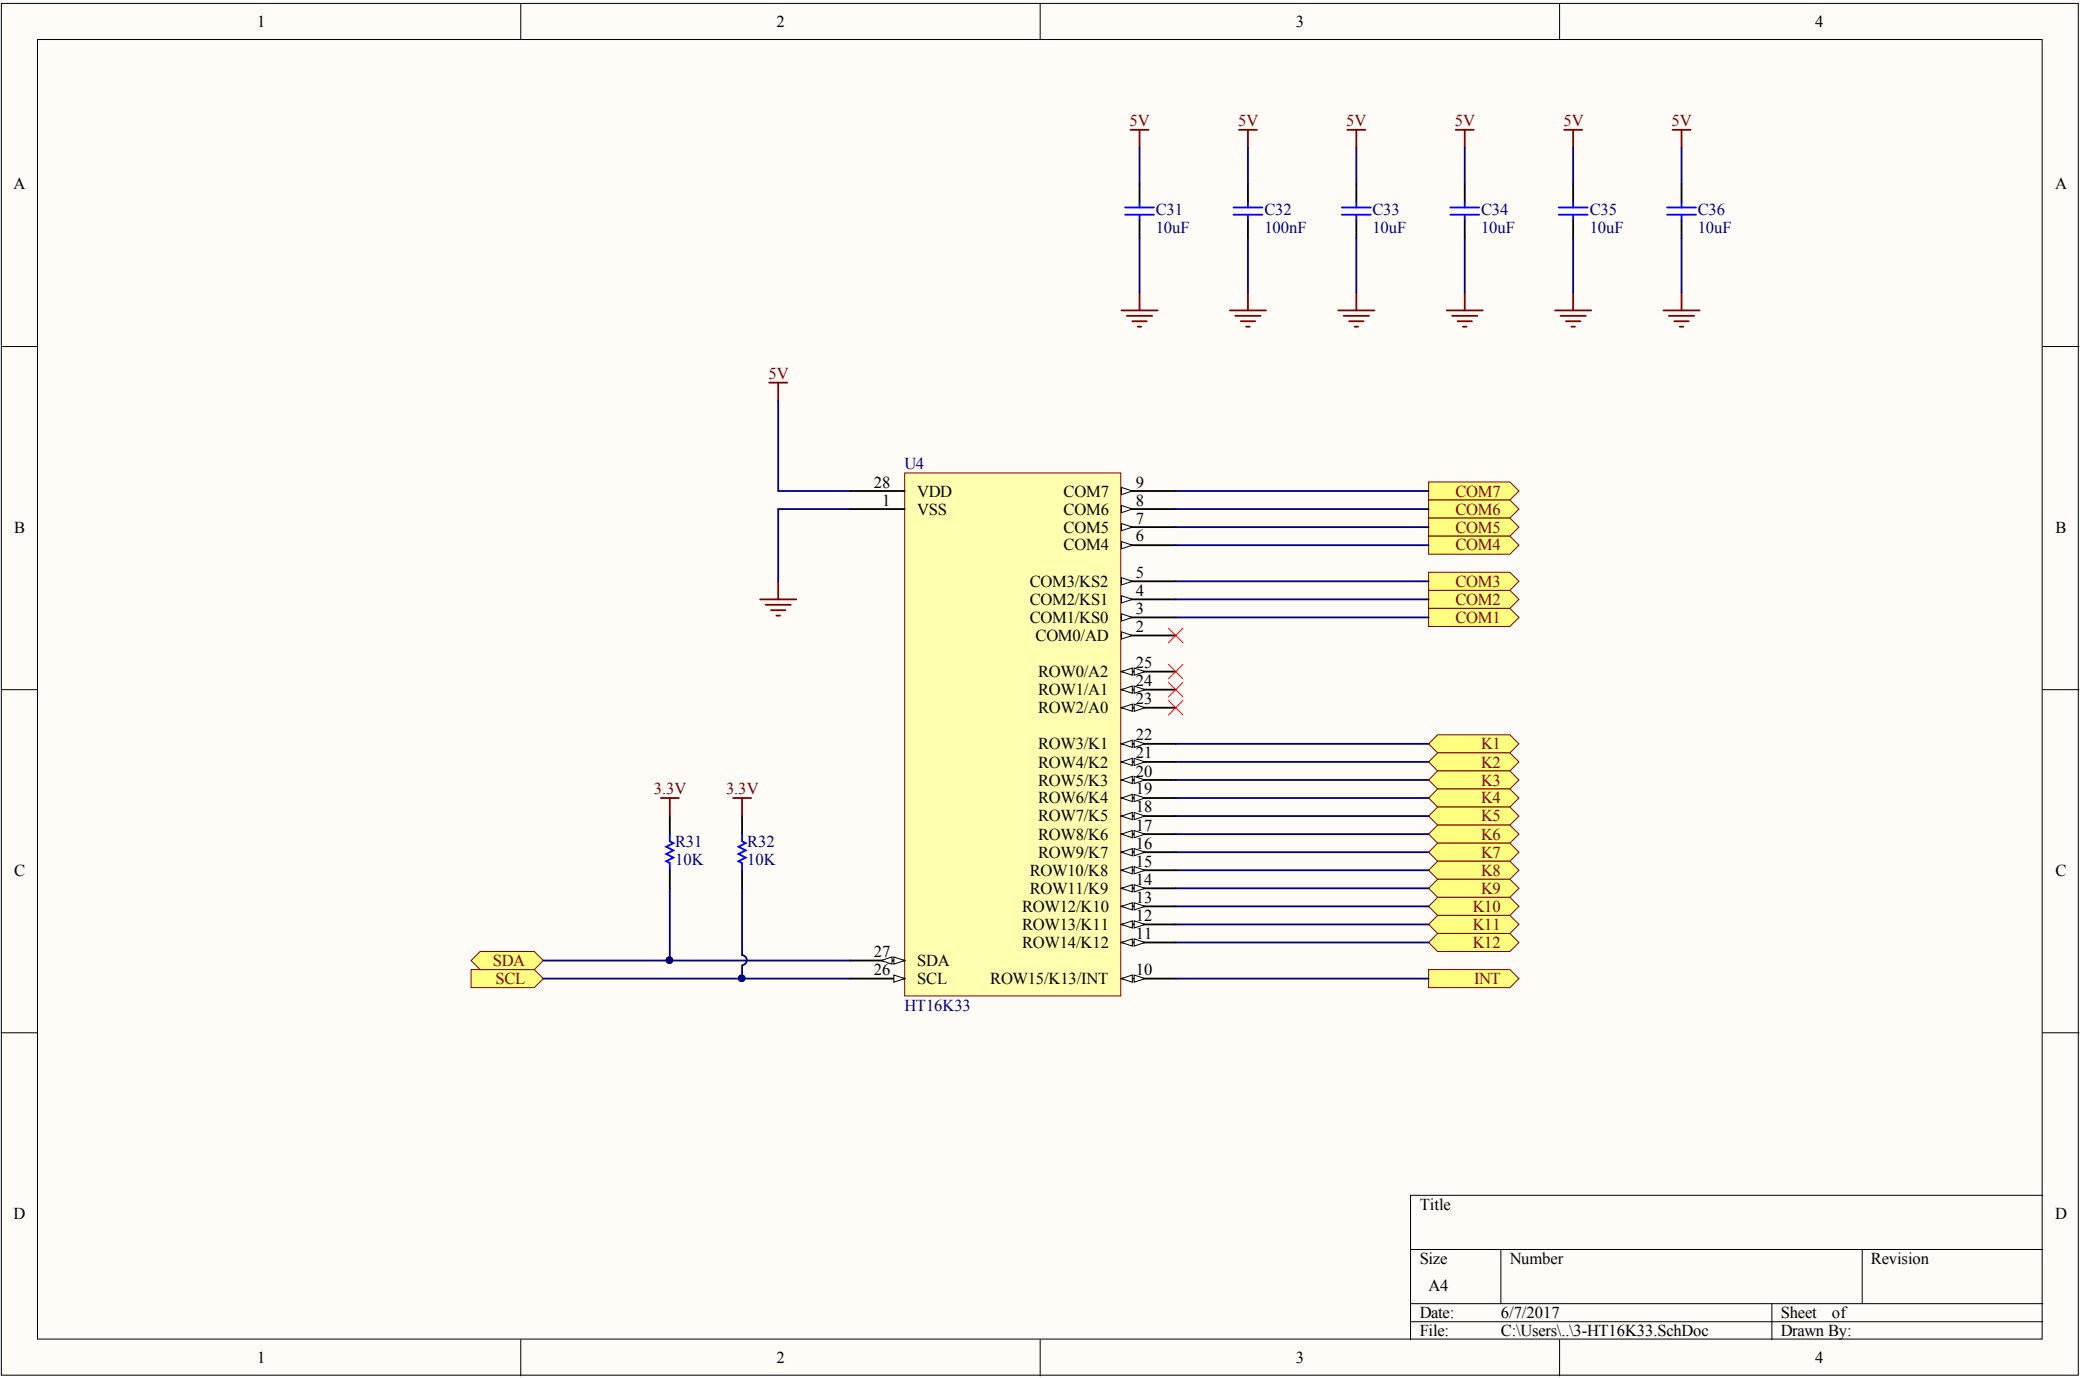 1 2 3 4
A A
5V 5V 5V 5V 5V 5V
C31 C32 C33 C34 C35 C36
10uF 100nF 10uF 10uF 10uF 10uF
5V
U4
28 VDD COM7 9 COM7
1 VSS COM6 8 COM6
B COM5 7 COM5 B
COM4 6 COM4
COM3/KS2 5 COM3
COM2/KS1 4 COM2
COM1/KS0 3 COM1
COM0/AD 2
ROW0/A2 25
ROW1/A1 24
ROW2/A0 23
ROW3/K1 22 K1
ROW4/K2 21 K2
ROW5/K3 20 K3
3.3V 3.3V ROW6/K4 19 K4
ROW7/K5 18 K5
R31 R32 ROW8/K6 17 K6
10K 10K ROW9/K7 16 K7
C ROW10/K8 15 K8 C
ROW11/K9 14 K9
ROW12/K10 13 K10
ROW13/K11 12 K11
ROW14/K12 11 K12
SDA 27 SDA
SCL 26 SCL ROW15/K13/INT 10 INT
HT16K33
D D
Title
Size Number Revision
A4
Date: 6/7/2017 Sheet of
File: C:\Users\..\3-HT16K33.SchDoc Drawn By:
1 2 3 4